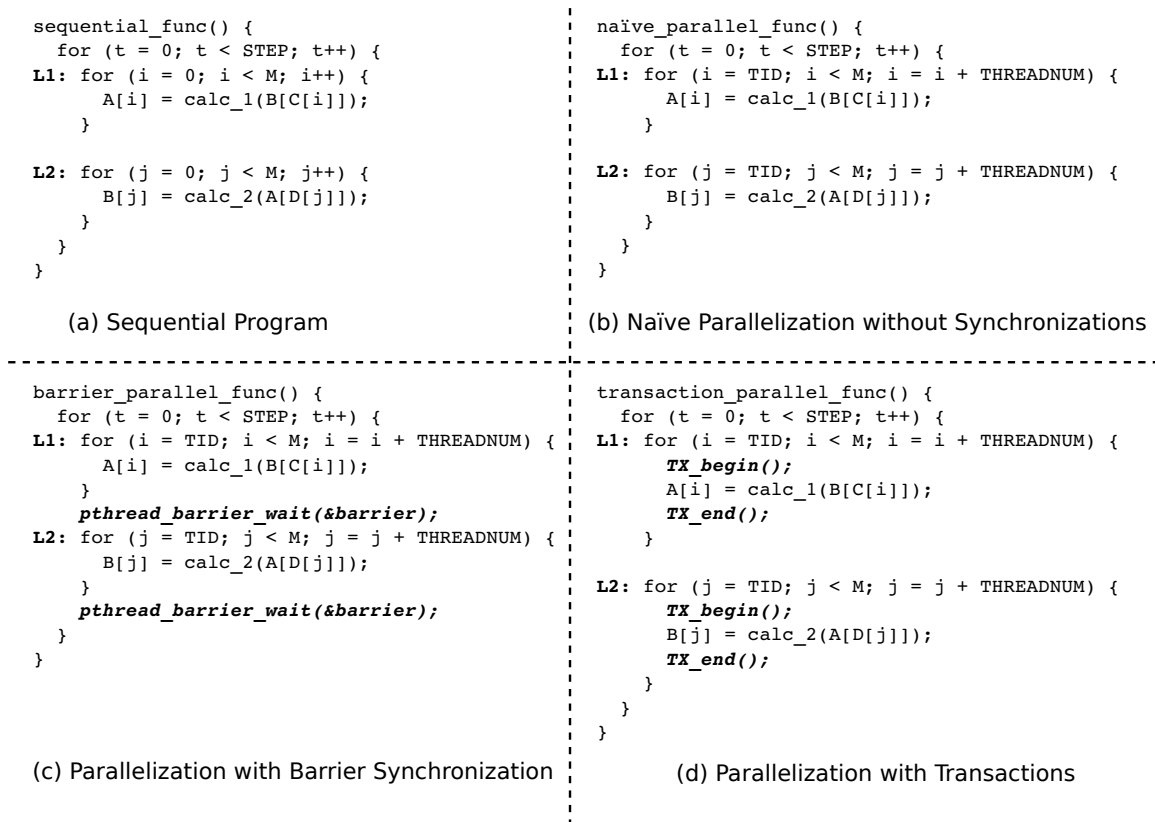 sequential_func() {
for (t = 0; t < STEP; t++) {
L1: for (i = 0; i < M; i++) {
A[i] = calc_1(B[C[i]]);
}
L2: for (j = 0; j < M; j++) {
B[j] = calc_2(A[D[j]]);
}
}
}
(a) Sequential Program
naïve_parallel_func() {
for (t = 0; t < STEP; t++) {
L1: for (i = TID; i < M; i = i + THREADNUM) {
A[i] = calc_1(B[C[i]]);
}
L2: for (j = TID; j < M; j = j + THREADNUM) {
B[j] = calc_2(A[D[j]]);
}
}
}
(b) Naïve Parallelization without Synchronizations
barrier_parallel_func() {
for (t = 0; t < STEP; t++) {
L1: for (i = TID; i < M; i = i + THREADNUM) {
A[i] = calc_1(B[C[i]]);
}
pthread_barrier_wait(&barrier);
L2: for (j = TID; j < M; j = j + THREADNUM) {
B[j] = calc_2(A[D[j]]);
}
pthread_barrier_wait(&barrier);
}
}
(c) Parallelization with Barrier Synchronization
transaction_parallel_func() {
for (t = 0; t < STEP; t++) {
L1: for (i = TID; i < M; i = i + THREADNUM) {
TX_begin();
A[i] = calc_1(B[C[i]]);
TX_end();
}
L2: for (j = TID; j < M; j = j + THREADNUM) {
TX_begin();
B[j] = calc_2(A[D[j]]);
TX_end();
}
}
}
(d) Parallelization with Transactions